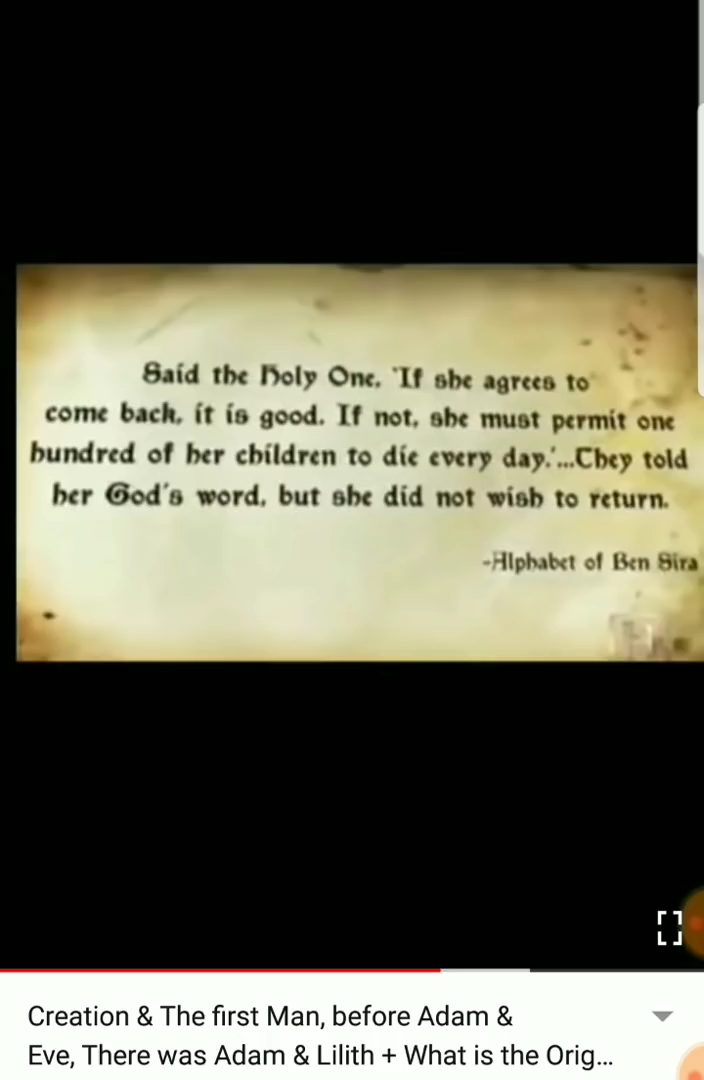 Said the Holy One, 'If she agrees to
come back, it is good. If not, she must permit one
hundred of her children to die every day.'...They told
her God's word, but she did not wish to return.
-Alphabet of Ben Sira
H
Creation & The first Man, before Adam &
Eve, There was Adam & Lilith + What is the Orig...